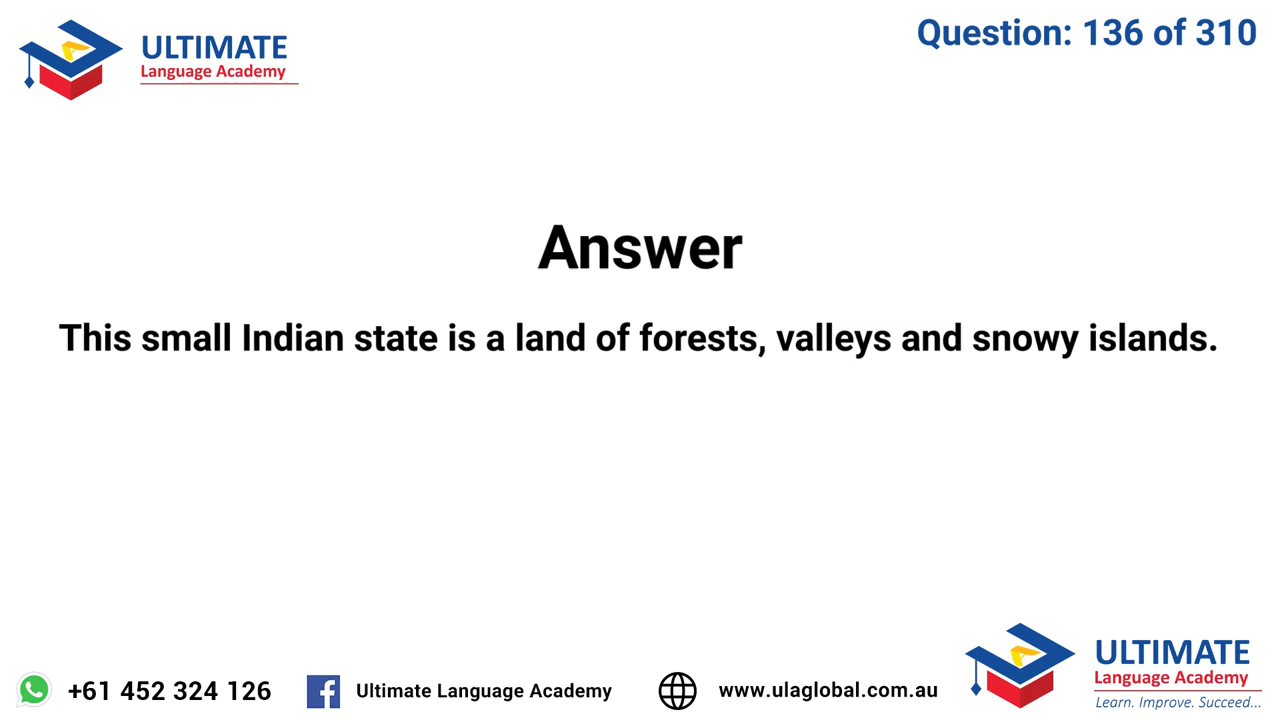 ULTIMATE
Language Academy
Question: 136 of 310
Answer
This small Indian state is a land of forests, valleys and snowy islands.
+61 452 324 126
Ultimate Language Academy
www.ulaglobal.com.au
ULTIMATE
Language Academy
Learn. Improve. Succeed...